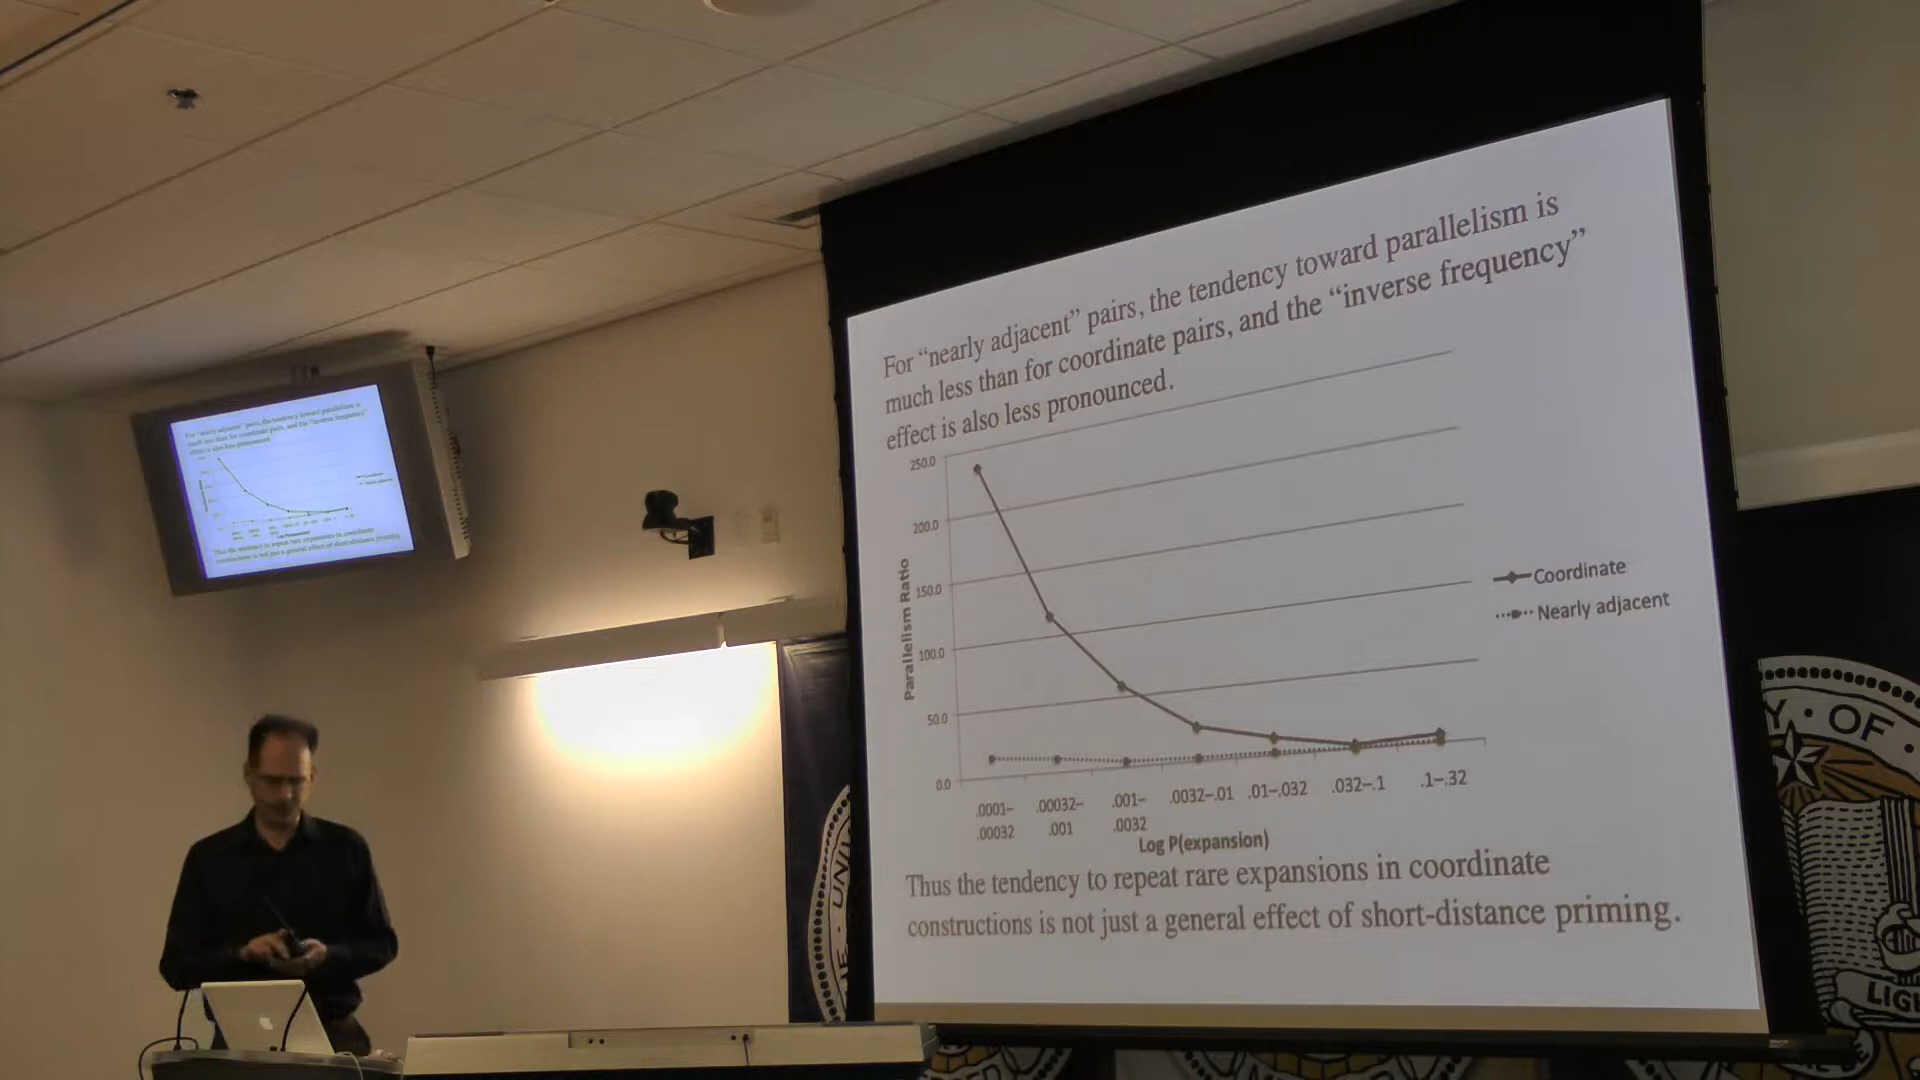 For “nearly adjacent” pairs, the tendency toward parallelism is
much less than for coordinate pairs, and the “inverse frequency”
effect is also less pronounced.
250.0
200.0
150.0
100.0
50.0
0.0
Parallelism Ratio
Coordinate
Nearly adjacent
.0001– .00032– .001– .0032–.01 .01–.032 .032–.1 .1–.32
.00032 .001 .0032
Log P(expansion)
Thus the tendency to repeat rare expansions in coordinate
constructions is not just a general effect of short-distance priming.
Y · OF ·